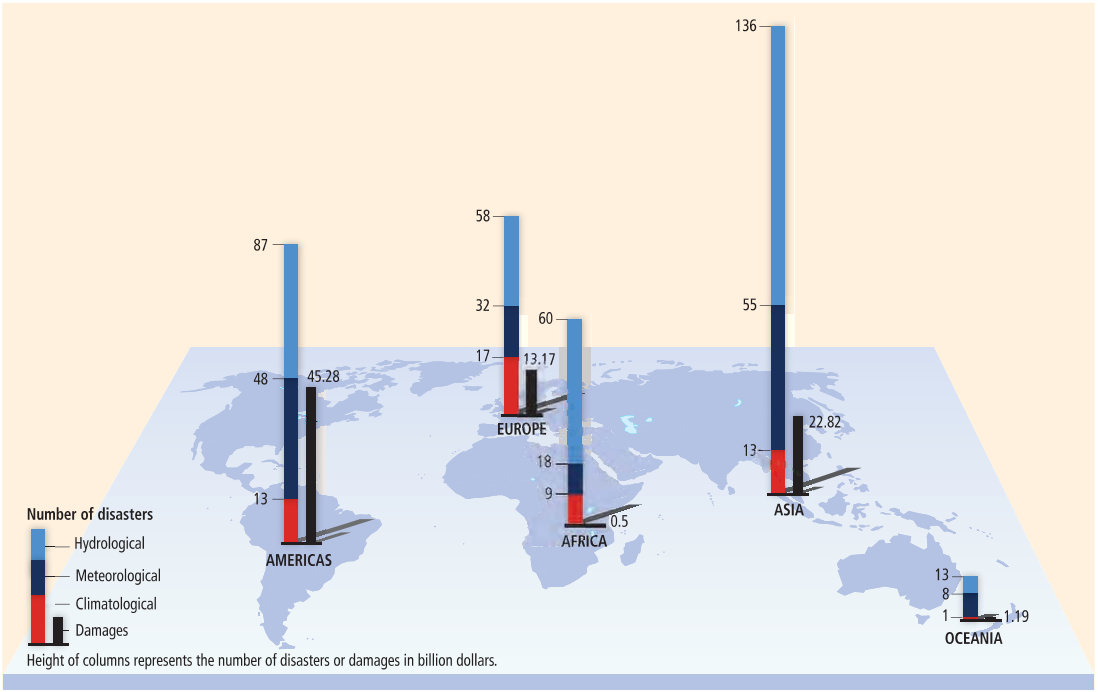 136
58
87
32
60
55
17
13.17
48
45.28
22.82
EUROPE
18
13
9
13
ASIA
0.5
Number of disasters
AFRICA
Hydrological
AMERICAS
Meteorological
13
8
Climatological
1
1.19
Damages
OCEANIA
Height of columns represents the number of disasters or damages in billion dollars.